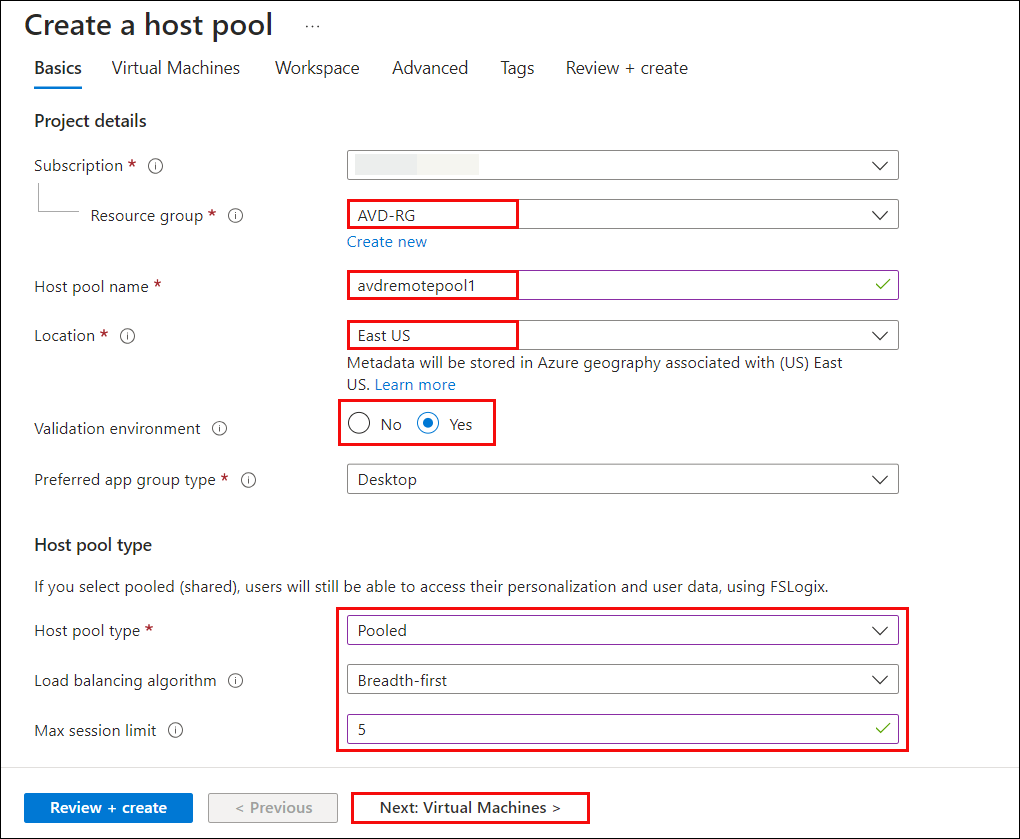 Create a host pool ...
Basics Virtual Machines Workspace Advanced Tags Review + create
Project details
Subscription *
Resource group * AVD-RG
Create new
Host pool name * avdremotepool1
Location * East US
Metadata will be stored in Azure geography associated with (US) East
US. Learn more
Validation environment No Yes
Preferred app group type * Desktop
Host pool type
If you select pooled (shared), users will still be able to access their personalization and user data, using FSLogix.
Host pool type * Pooled
Load balancing algorithm Breadth-first
Max session limit 5
Review + create < Previous Next: Virtual Machines >